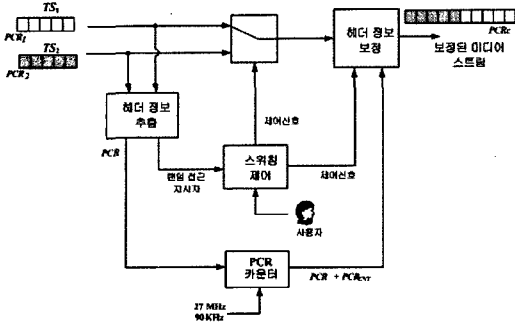 TS₁
PCR₁
TS₂
PCR₂
헤더 정보
추출
헤더 정보
보정
PCRc
보정된 미디어
스트림
제어신호
PCR
랜덤 접근
지시자
스위칭
제어
제어신호
사용자
PCR
카운터
PCR + PCR_CNT
27 MHz
90 KHz